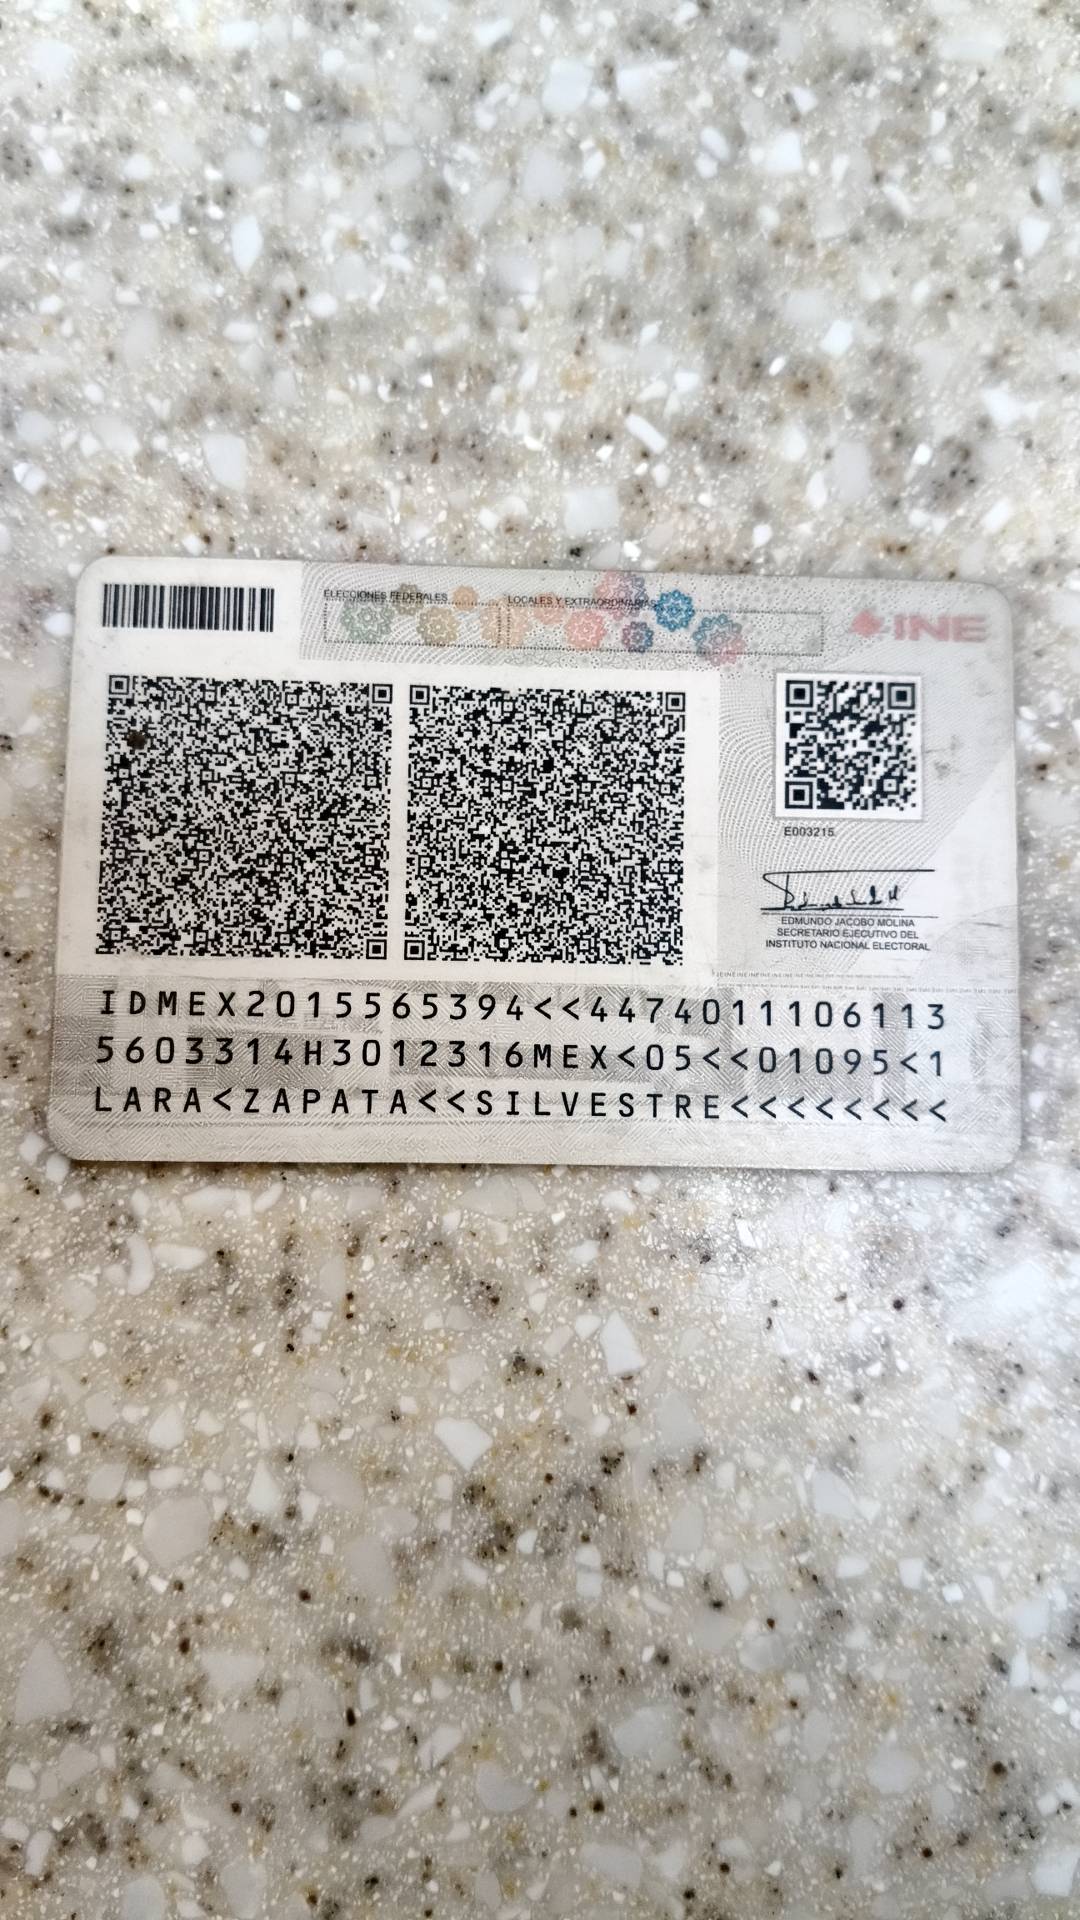 ELECCIONES FEDERALES LOCALES Y EXTRAORDINARIAS
INE
E003215
EDMUNDO JACOBO MOLINA
SECRETARIO EJECUTIVO DEL
INSTITUTO NACIONAL ELECTORAL
IDMEX2015565394<<4474011106113
5603314H3012316MEX<05<<01095<1
LARA<ZAPATA<<SILVESTRE<<<<<<<<